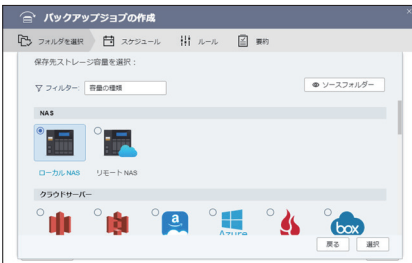 バックアップジョブの作成
フォルダを選択 スケジュール ルール 要約
保存先ストレージ容量を選択：
フィルター： 容量の種類 ソースフォルダー
NAS
ローカル NAS リモート NAS
クラウドサーバー
a Azure box
戻る 選択